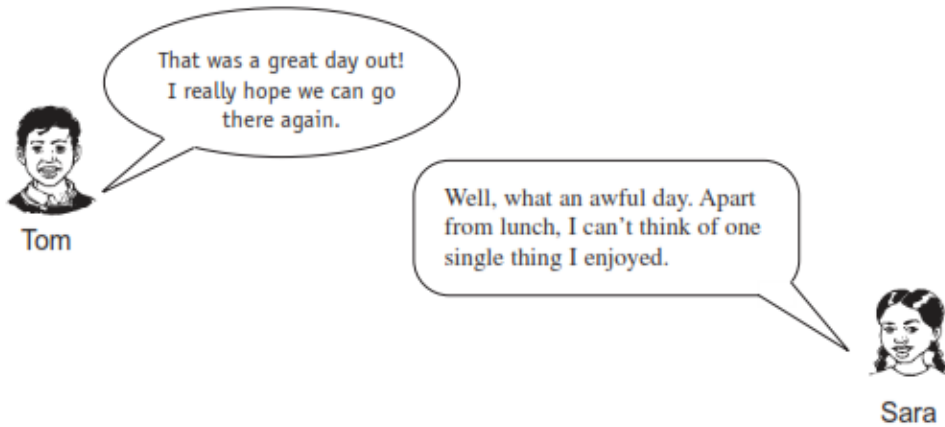 That was a great day out!
I really hope we can go
there again.
Tom
Well, what an awful day. Apart
from lunch, I can’t think of one
single thing I enjoyed.
Sara